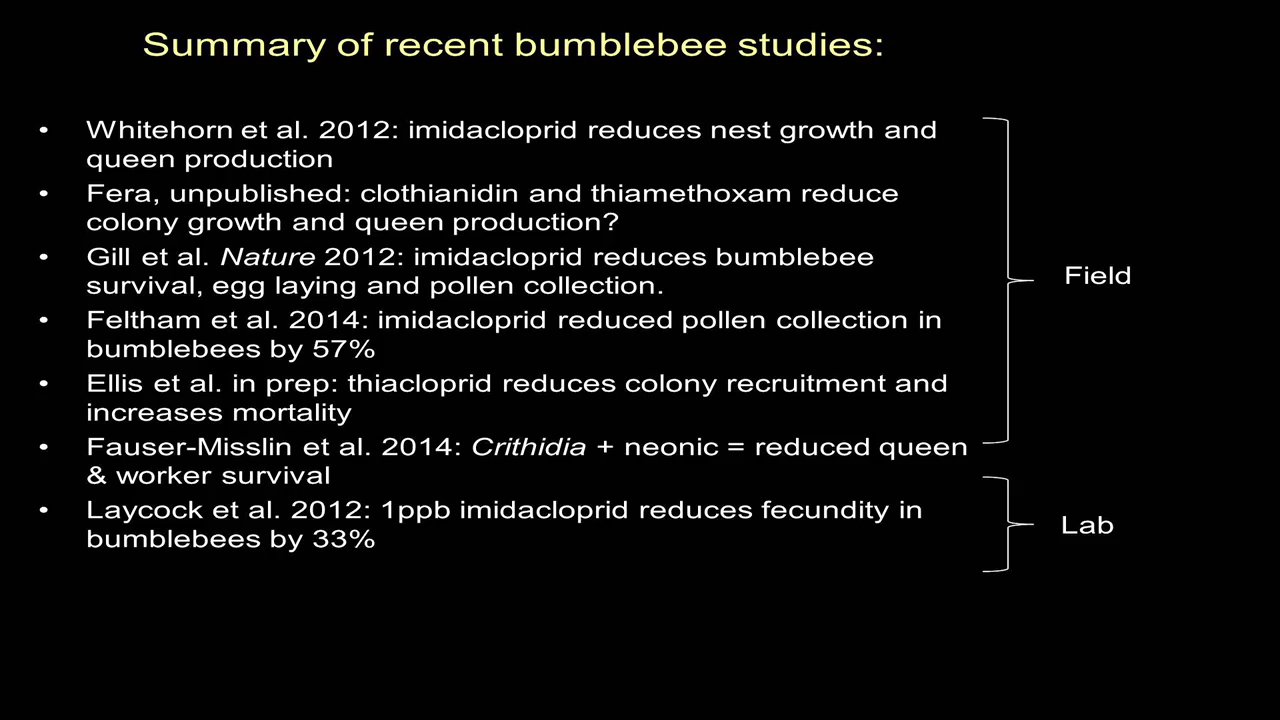 Summary of recent bumblebee studies:
• Whitehorn et al. 2012: imidacloprid reduces nest growth and
queen production
• Fera, unpublished: clothianidin and thiamethoxam reduce
colony growth and queen production?
• Gill et al. Nature 2012: imidacloprid reduces bumblebee
survival, egg laying and pollen collection.
• Feltham et al. 2014: imidacloprid reduced pollen collection in
bumblebees by 57%
• Ellis et al. in prep: thiacloprid reduces colony recruitment and
increases mortality
• Fauser-Misslin et al. 2014: Crithidia + neonic = reduced queen
& worker survival
• Laycock et al. 2012: 1ppb imidacloprid reduces fecundity in
bumblebees by 33%
Field
Lab